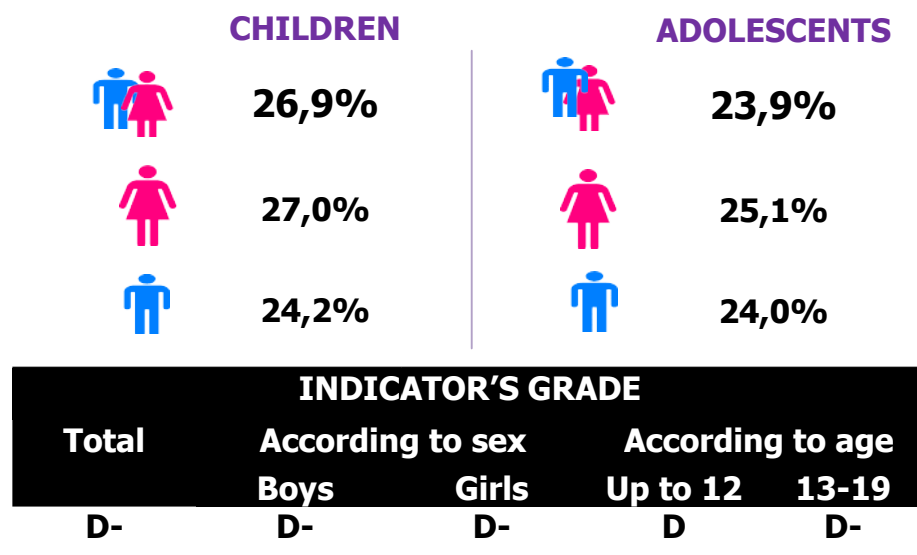 CHILDREN ADOLESCENTS
26,9% 23,9%
27,0% 25,1%
24,2% 24,0%
INDICATOR'S GRADE
Total According to sex According to age
Boys Girls Up to 12 13-19
D- D- D- D D-